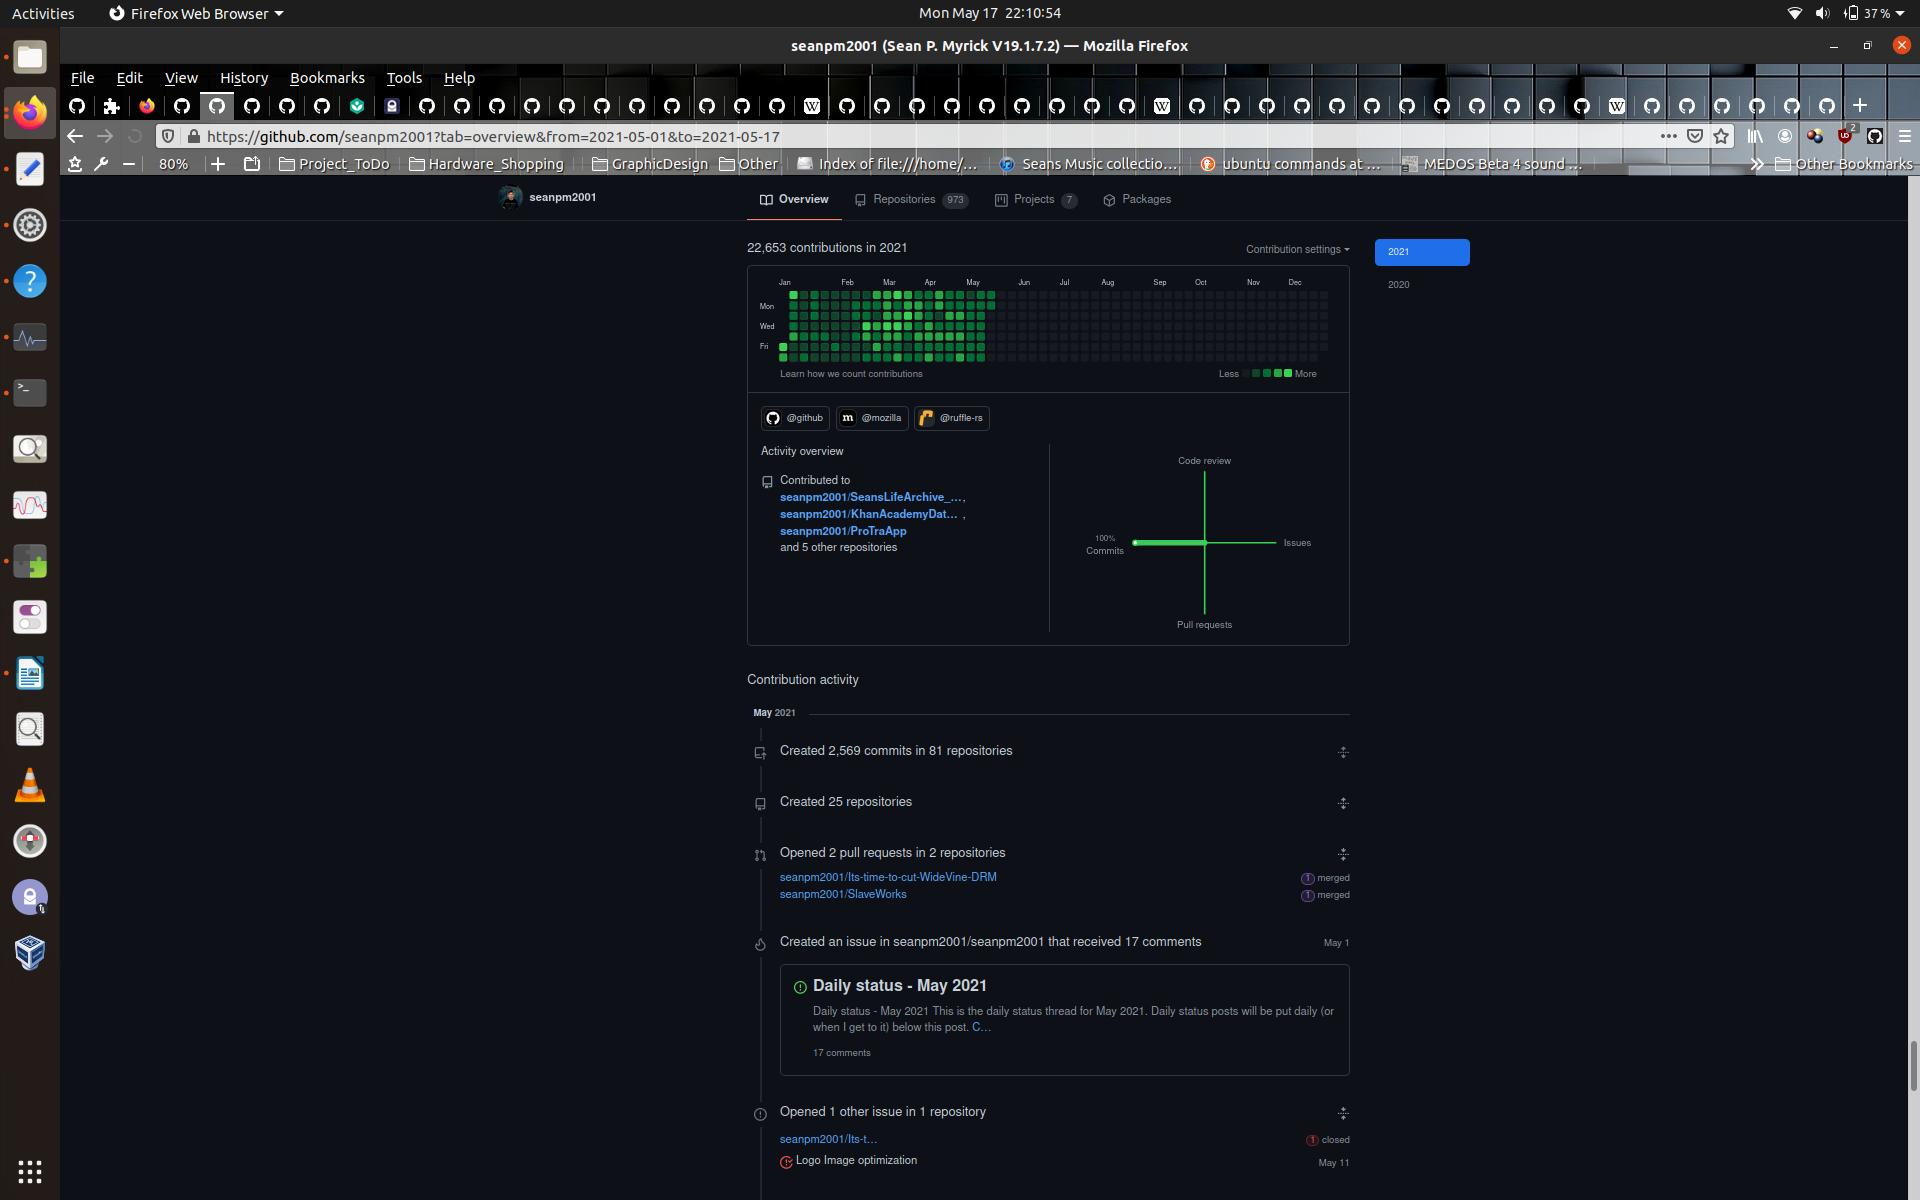 Activities
Firefox Web Browser
Mon May 17 22:10:54
37 %
seanpm2001 (Sean P. Myrick V19.1.7.2) — Mozilla Firefox
File Edit View History Bookmarks Tools Help
https://github.com/seanpm2001?tab=overview&from=2021-05-01&to=2021-05-17
2
80%
Project_ToDo
Hardware_Shopping
GraphicDesign
Other
Index of file:///home/…
Seans Music collectio…
ubuntu commands at …
MEDOS Beta 4 sound …
Other Bookmarks
seanpm2001
Overview
Repositories 973
Projects 7
Packages
22,653 contributions in 2021
Contribution settings
2021
2020
Jan Feb Mar Apr May Jun Jul Aug Sep Oct Nov Dec
Mon
Wed
Fri
Learn how we count contributions
Less More
@github
m @mozilla
@ruffle-rs
Activity overview
Contributed to
seanpm2001/SeansLifeArchive_…,
seanpm2001/KhanAcademyDat… ,
seanpm2001/ProTraApp
and 5 other repositories
Code review
100%
Commits
Issues
Pull requests
Contribution activity
May 2021
Created 2,569 commits in 81 repositories
Created 25 repositories
Opened 2 pull requests in 2 repositories
seanpm2001/Its-time-to-cut-WideVine-DRM 1 merged
seanpm2001/SlaveWorks 1 merged
Created an issue in seanpm2001/seanpm2001 that received 17 comments May 1
Daily status - May 2021
Daily status - May 2021 This is the daily status thread for May 2021. Daily status posts will be put daily (or
when I get to it) below this post. C…
17 comments
Opened 1 other issue in 1 repository
seanpm2001/Its-t… 1 closed
Logo Image optimization May 11